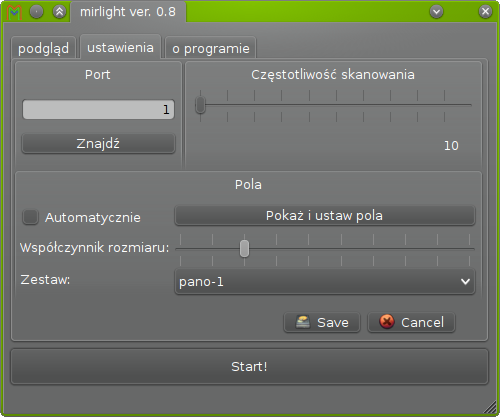 mirlight ver. 0.8
podgląd ustawienia o programie
Port
1
Znajdź
Częstotliwość skanowania
10
Pola
Automatycznie
Pokaż i ustaw pola
Współczynnik rozmiaru:
Zestaw:
pano-1
Save
Cancel
Start!